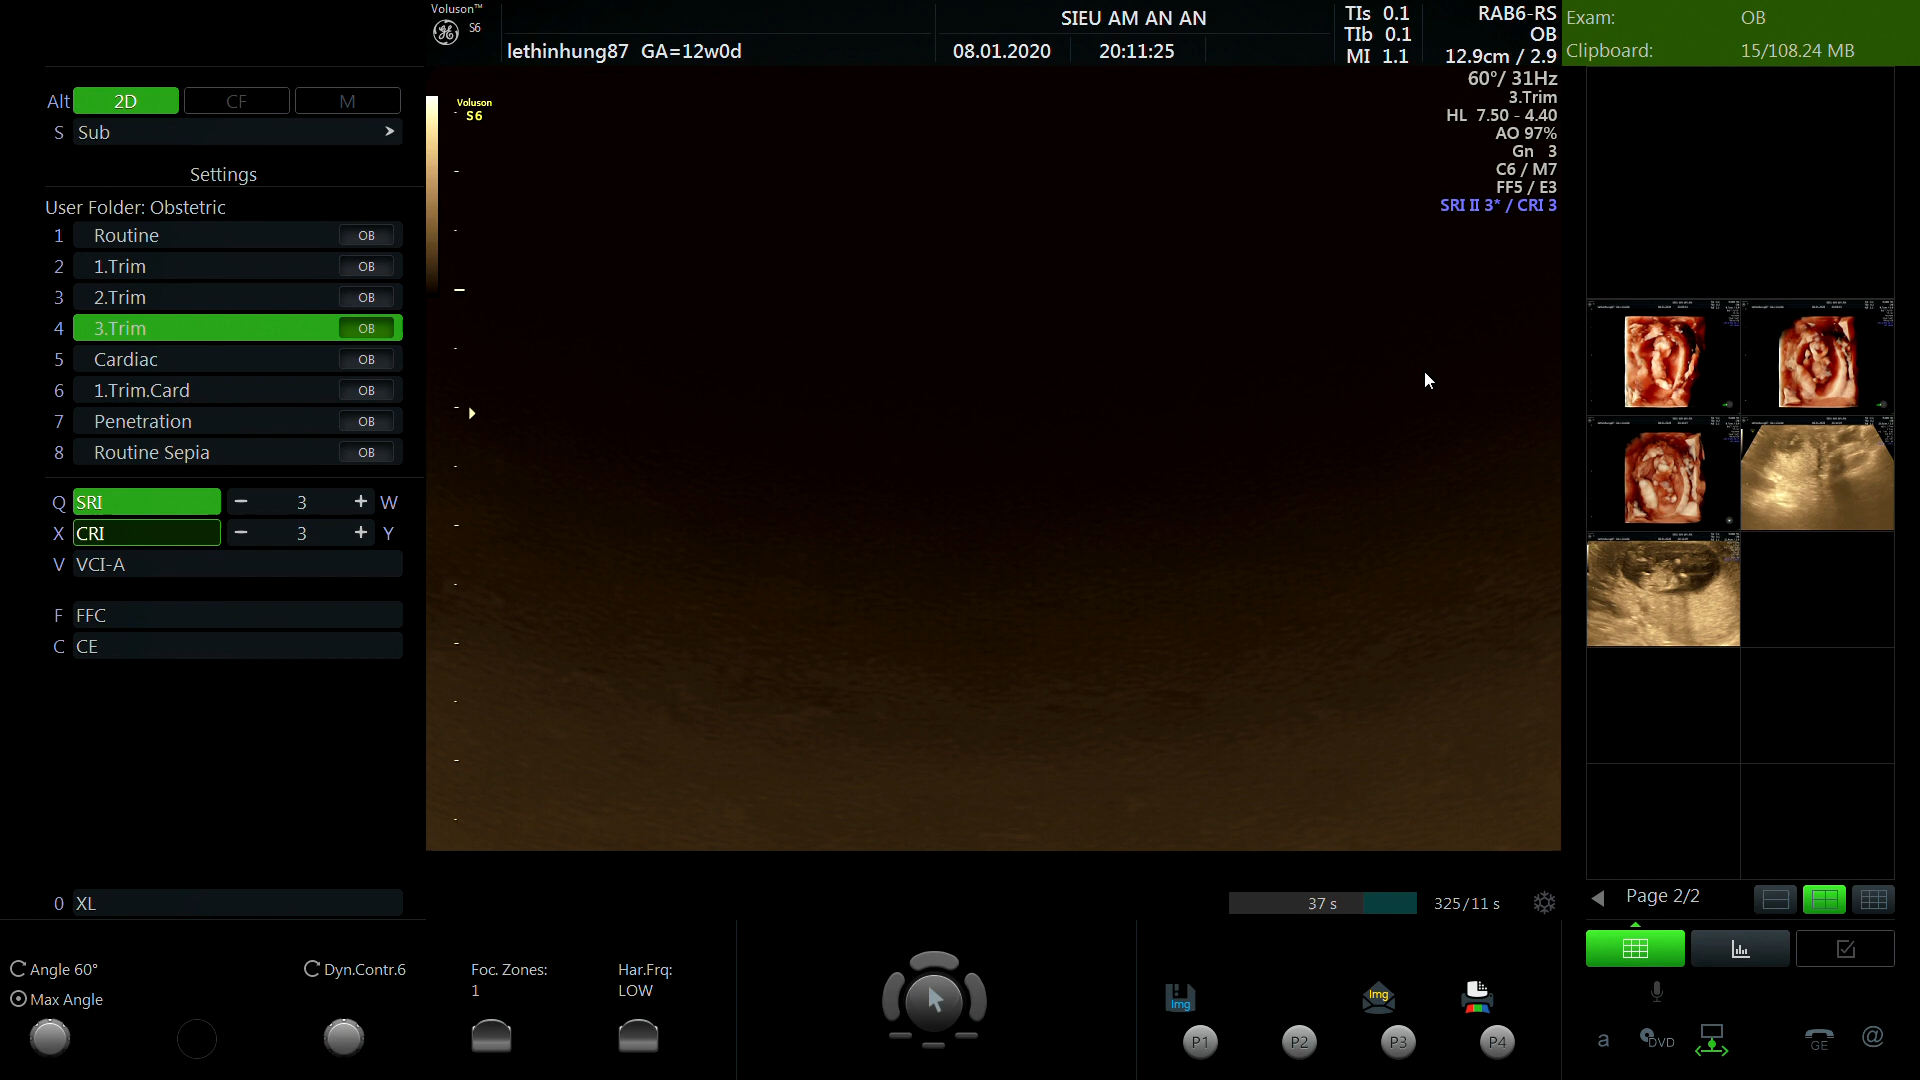 Voluson™
S6
SIEU AM AN AN
lethinhung87 GA=12w0d
08.01.2020
20:11:25
TIs 0.1
TIb 0.1
MI 1.1
RAB6-RS
OB
12.9cm / 2.9
60°/ 31Hz
3.Trim
HL 7.50 - 4.40
AO 97%
Gn 3
C6 / M7
FF5 / E3
SRI II 3* / CRI 3
Exam: OB
Clipboard: 15/108.24 MB
Alt 2D CF M
S Sub >
Settings
User Folder: Obstetric
1 Routine OB
2 1.Trim OB
3 2.Trim OB
4 3.Trim OB
5 Cardiac OB
6 1.Trim.Card OB
7 Penetration OB
8 Routine Sepia OB
Q SRI − 3 + W
X CRI − 3 + Y
V VCI-A
F FFC
C CE
0 XL
Voluson
S6
37 s
325/11 s
Page 2/2
Angle 60°
Max Angle
Dyn.Contr.6
Foc. Zones:
1
Har.Frq:
LOW
Img
Img
P1
P2
P3
P4
a
DVD
GE
@